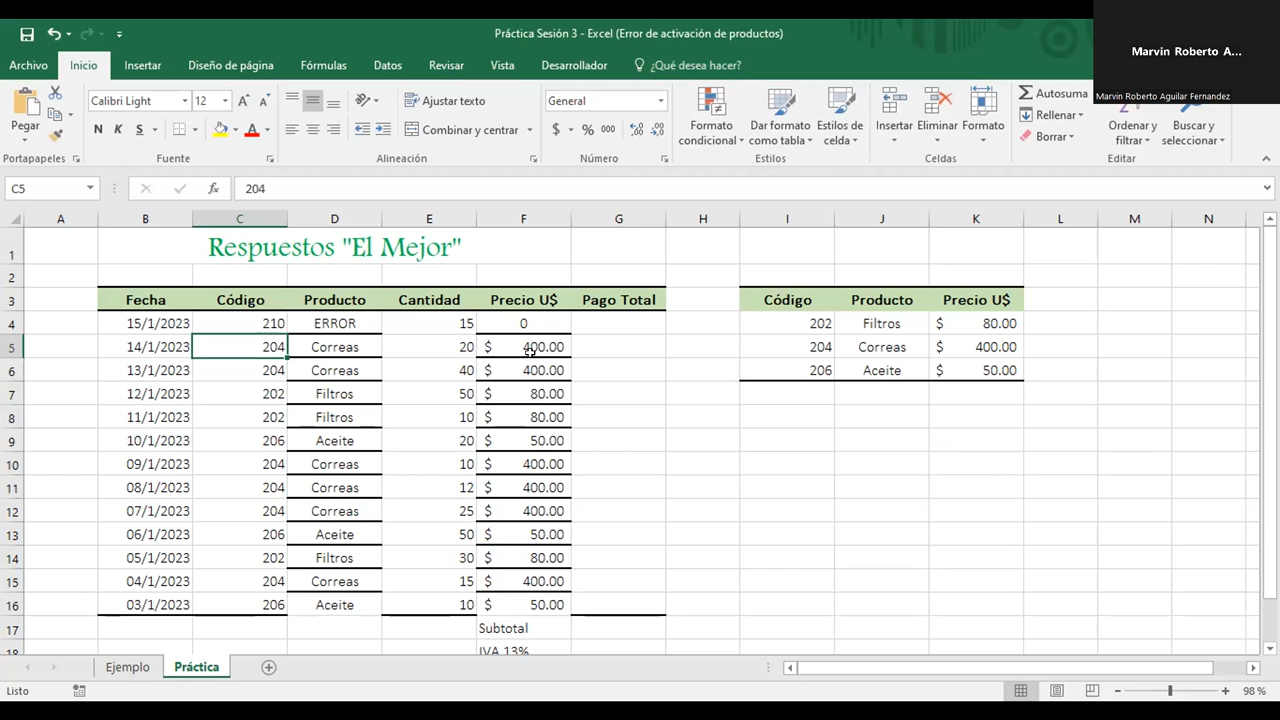 Práctica Sesión 3 - Excel (Error de activación de productos)
Marvin Roberto A...
Marvin Roberto Aguilar Fernandez
Archivo Inicio Insertar Diseño de página Fórmulas Datos Revisar Vista Desarrollador ¿Qué desea hacer?
Pegar
Calibri Light 12
N K S
Ajustar texto
Combinar y centrar
General
$ % 000
Formato condicional
Dar formato como tabla
Estilos de celda
Insertar Eliminar Formato
Autosuma
Rellenar
Borrar
Ordenar y filtrar
Buscar y seleccionar
Portapapeles Fuente Alineación Número Estilos Celdas Editar
C5 fx 204
A B C D E F G H I J K L M N
1 Respuestos "El Mejor"
2
3 Fecha Código Producto Cantidad Precio U$ Pago Total Código Producto Precio U$
4 15/1/2023 210 ERROR 15 0 202 Filtros $ 80.00
5 14/1/2023 204 Correas 20 $ 400.00 204 Correas $ 400.00
6 13/1/2023 204 Correas 40 $ 400.00 206 Aceite $ 50.00
7 12/1/2023 202 Filtros 50 $ 80.00
8 11/1/2023 202 Filtros 10 $ 80.00
9 10/1/2023 206 Aceite 20 $ 50.00
10 09/1/2023 204 Correas 10 $ 400.00
11 08/1/2023 204 Correas 12 $ 400.00
12 07/1/2023 204 Correas 25 $ 400.00
13 06/1/2023 206 Aceite 50 $ 50.00
14 05/1/2023 202 Filtros 30 $ 80.00
15 04/1/2023 204 Correas 15 $ 400.00
16 03/1/2023 206 Aceite 10 $ 50.00
17 Subtotal
18 IVA 13%
Ejemplo Práctica
Listo 98 %